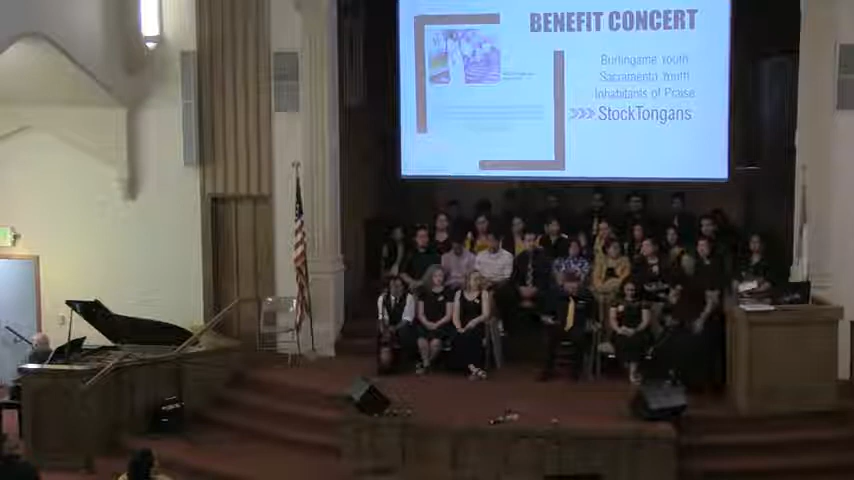 BENEFIT CONCERT
Burlingame Youth
Sacramento Youth
Inhabitants of Praise
StockTongans